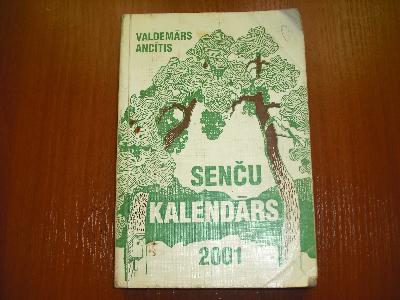 VALDEMĀRS
ANCĪTIS
SENČU
KALENDĀRS
2001